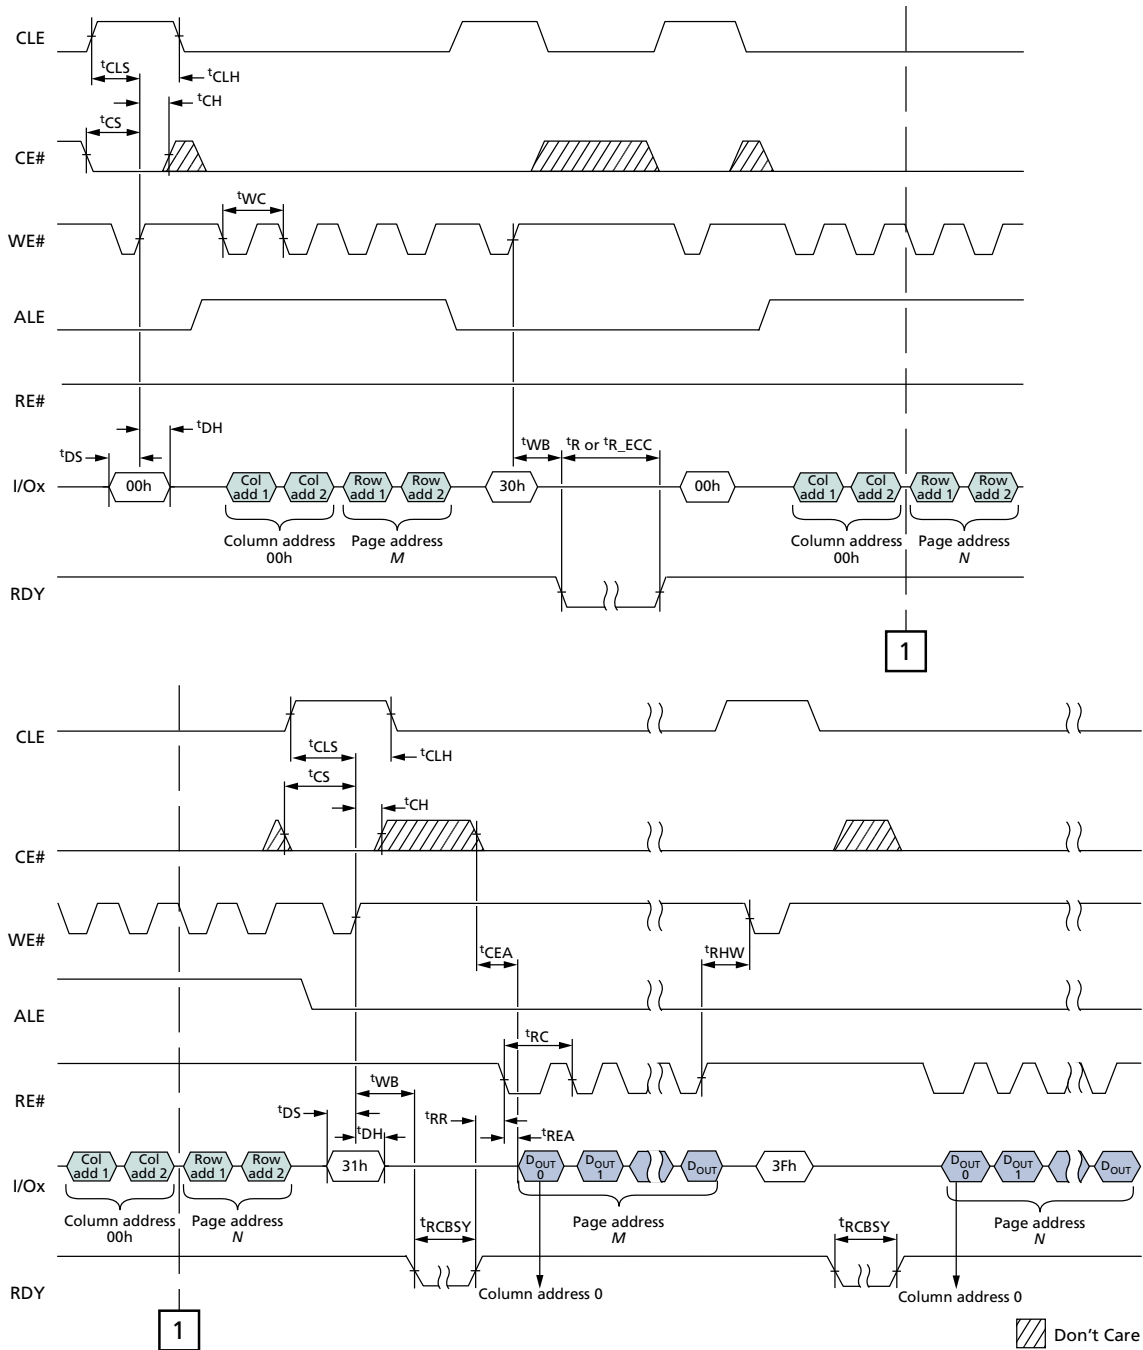 CLE
tCLS
tCLH
tCH
tCS
CE#
tWC
WE#
ALE
RE#
tDH
tDS
tWB
tR or tR_ECC
I/Ox
00h
Col add 1
Col add 2
Row add 1
Row add 2
30h
00h
Col add 1
Col add 2
Row add 1
Row add 2
Column address 00h
Page address M
Column address 00h
Page address N
RDY
1
CLE
tCLS
tCLH
tCS
tCH
CE#
WE#
tCEA
tRHW
ALE
tRC
RE#
tWB
tDS
tDH
tRR
tREA
I/Ox
Col add 1
Col add 2
Row add 1
Row add 2
31h
DOUT 0
DOUT 1
DOUT
3Fh
DOUT 0
DOUT 1
DOUT
Column address 00h
Page address N
tRCBSY
Page address M
tRCBSY
Page address N
RDY
Column address 0
Column address 0
1
Don't Care